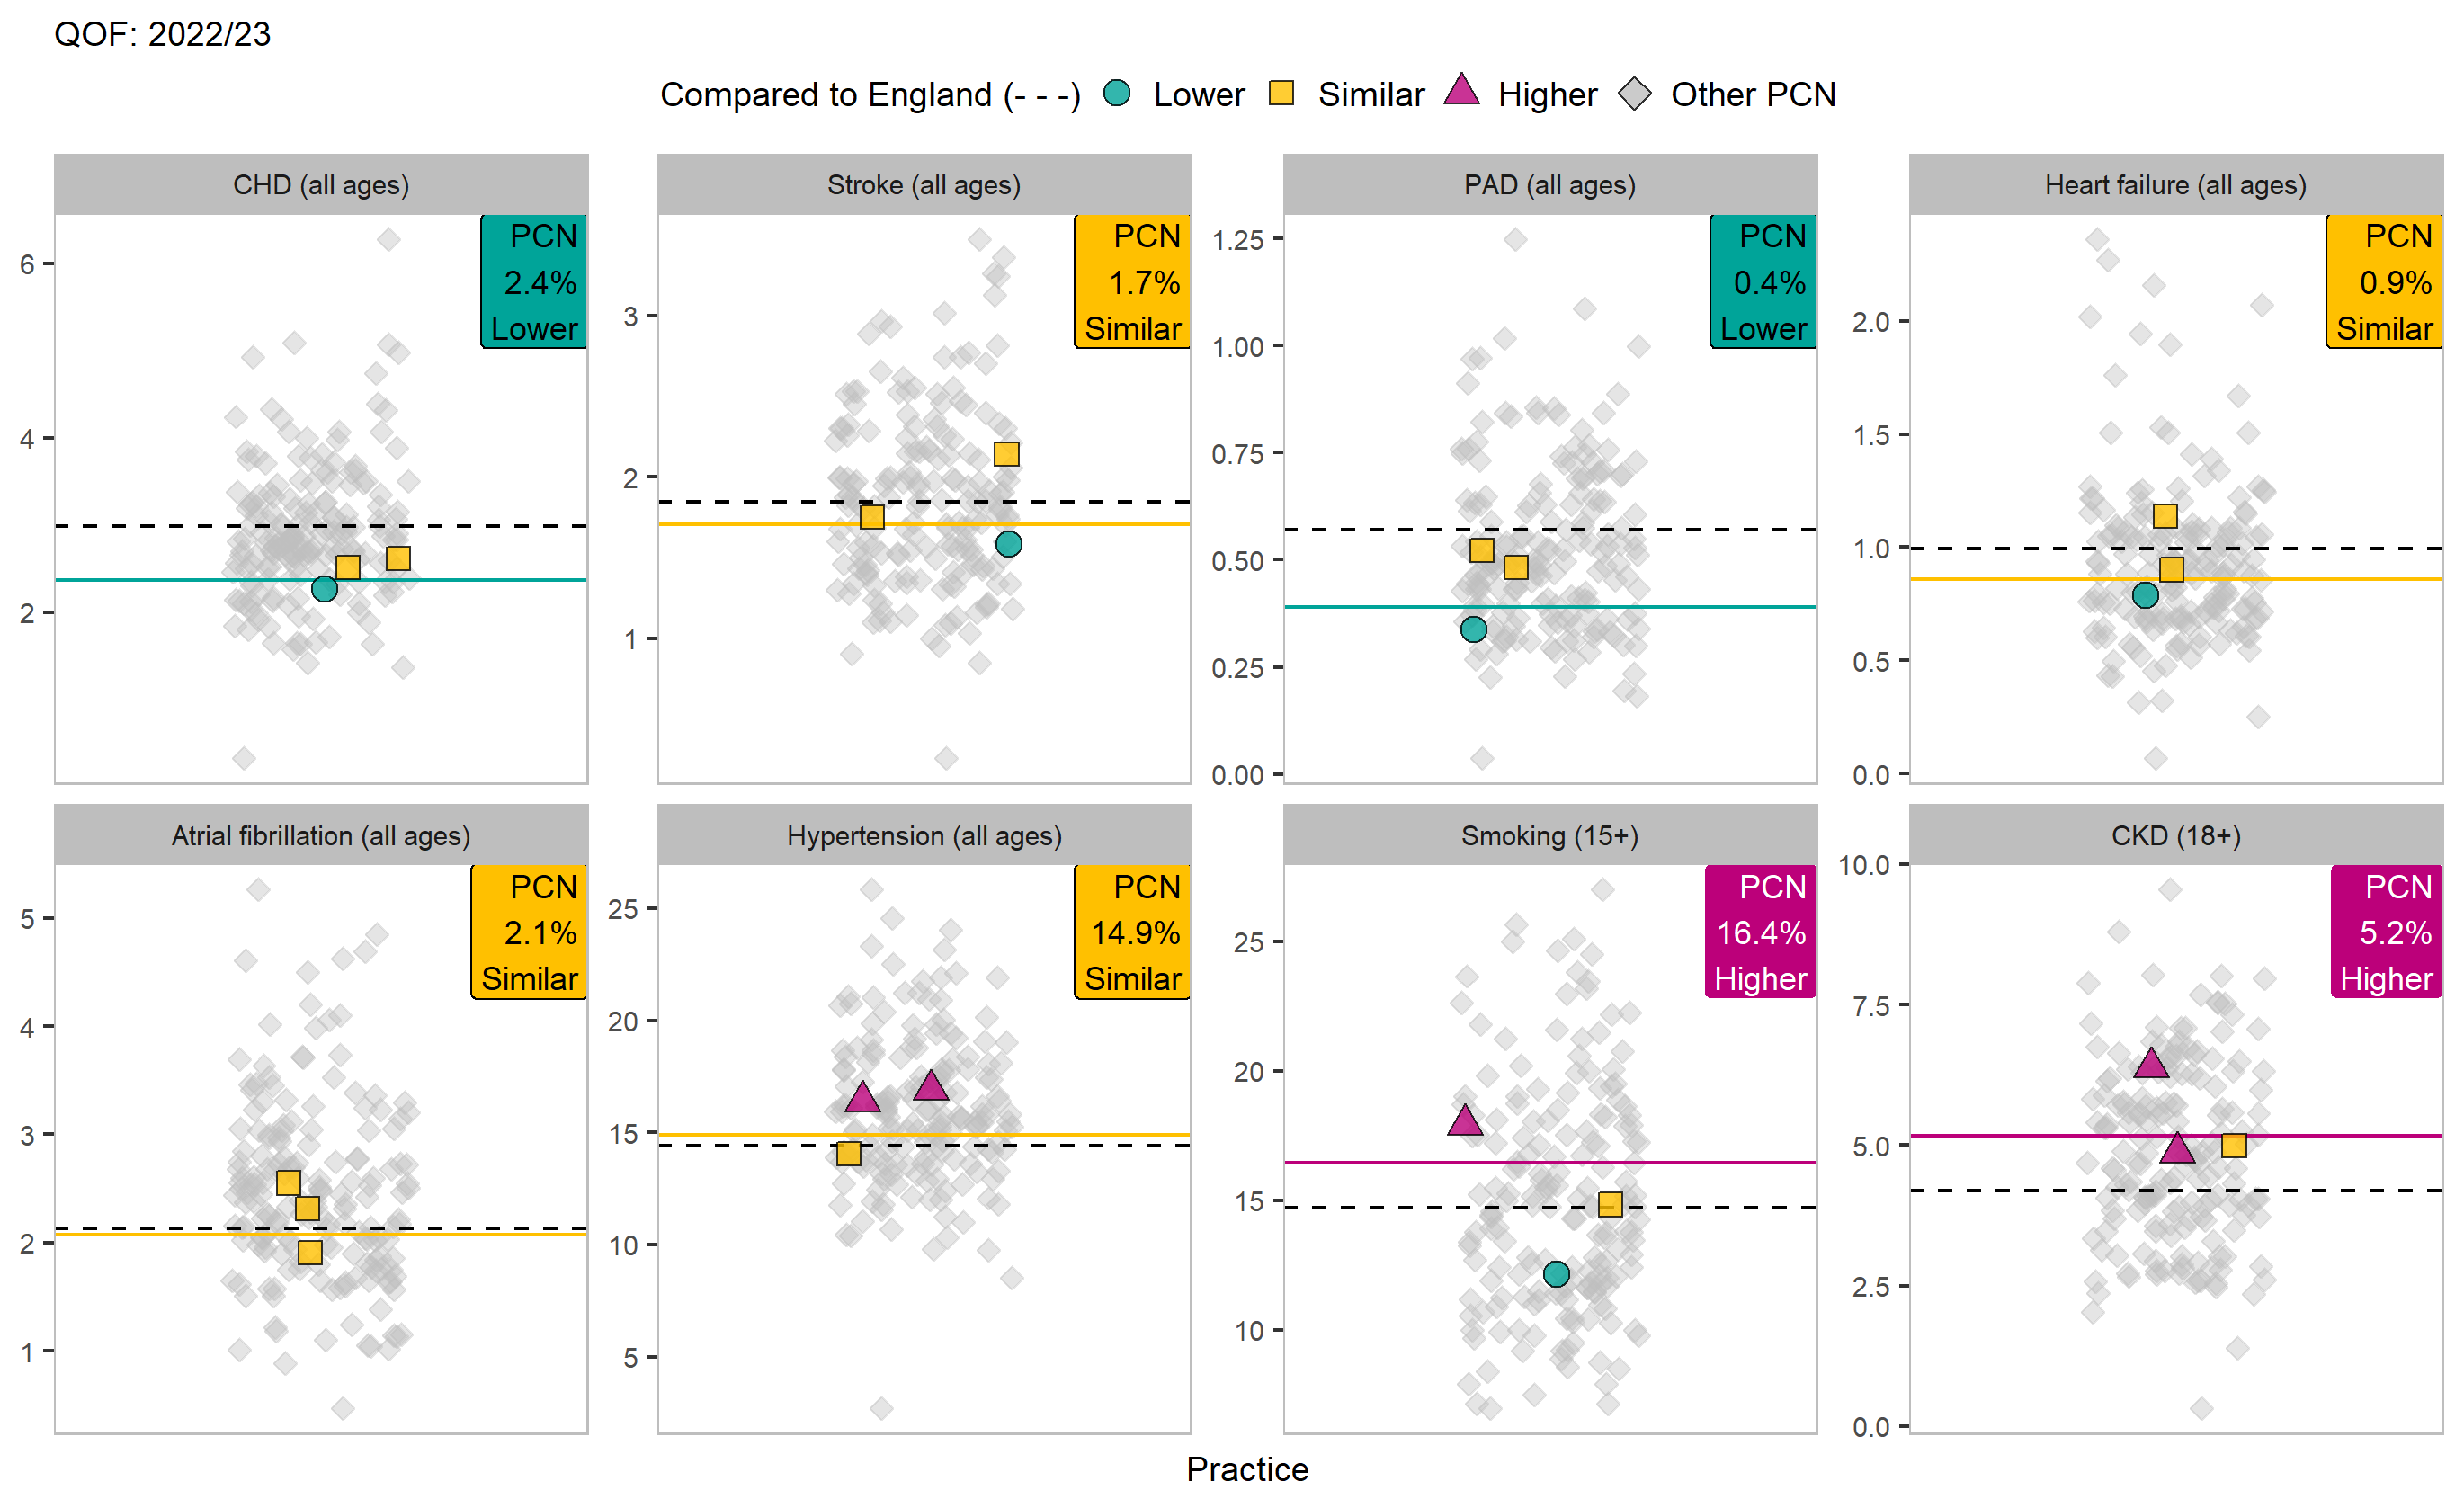 QOF: 2022/23
Compared to England (- - -) Lower Similar Higher Other PCN
CHD (all ages)
PCN
2.4%
Lower
6
4
2
Stroke (all ages)
PCN
1.7%
Similar
3
2
1
PAD (all ages)
PCN
0.4%
Lower
1.25
1.00
0.75
0.50
0.25
0.00
Heart failure (all ages)
PCN
0.9%
Similar
2.0
1.5
1.0
0.5
0.0
Atrial fibrillation (all ages)
PCN
2.1%
Similar
5
4
3
2
1
Hypertension (all ages)
PCN
14.9%
Similar
25
20
15
10
5
Smoking (15+)
PCN
16.4%
Higher
25
20
15
10
CKD (18+)
PCN
5.2%
Higher
10.0
7.5
5.0
2.5
0.0
Practice